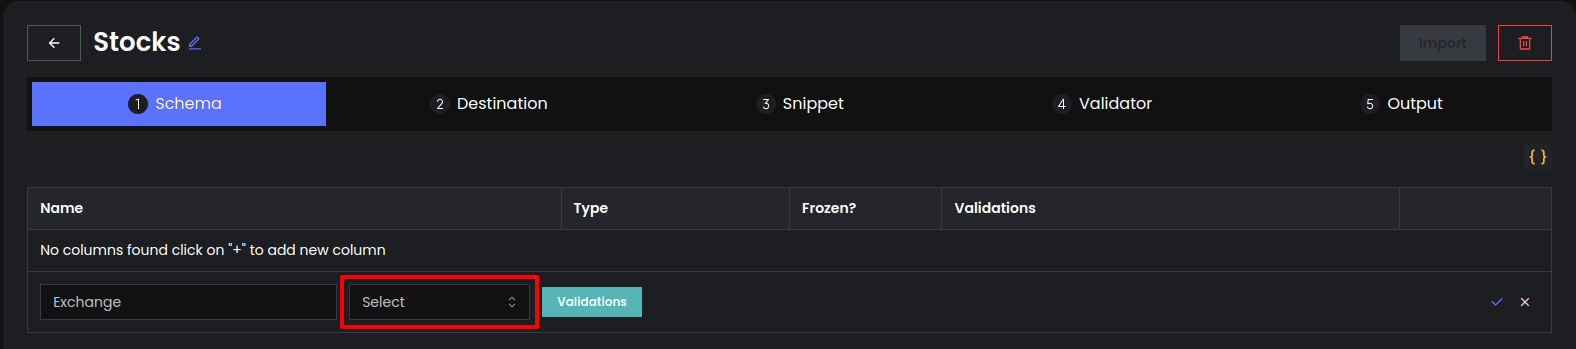 Stocks
Import
1 Schema
2 Destination
3 Snippet
4 Validator
5 Output
{ }
Name Type Frozen? Validations
No columns found click on "+" to add new column
Exchange Select Validations